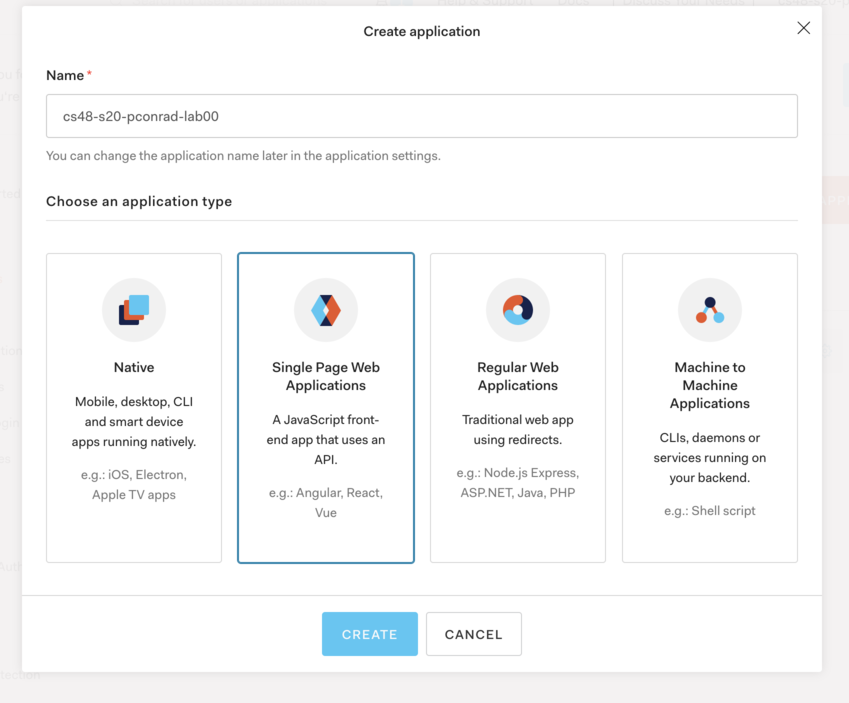 Create application
Name *
cs48-s20-pconrad-lab00
You can change the application name later in the application settings.
Choose an application type
Native
Mobile, desktop, CLI
and smart device
apps running natively.
e.g.: iOS, Electron,
Apple TV apps
Single Page Web
Applications
A JavaScript front-
end app that uses an
API.
e.g.: Angular, React,
Vue
Regular Web
Applications
Traditional web app
using redirects.
e.g.: Node.js Express,
ASP.NET, Java, PHP
Machine to
Machine
Applications
CLIs, daemons or
services running on
your backend.
e.g.: Shell script
CREATE
CANCEL